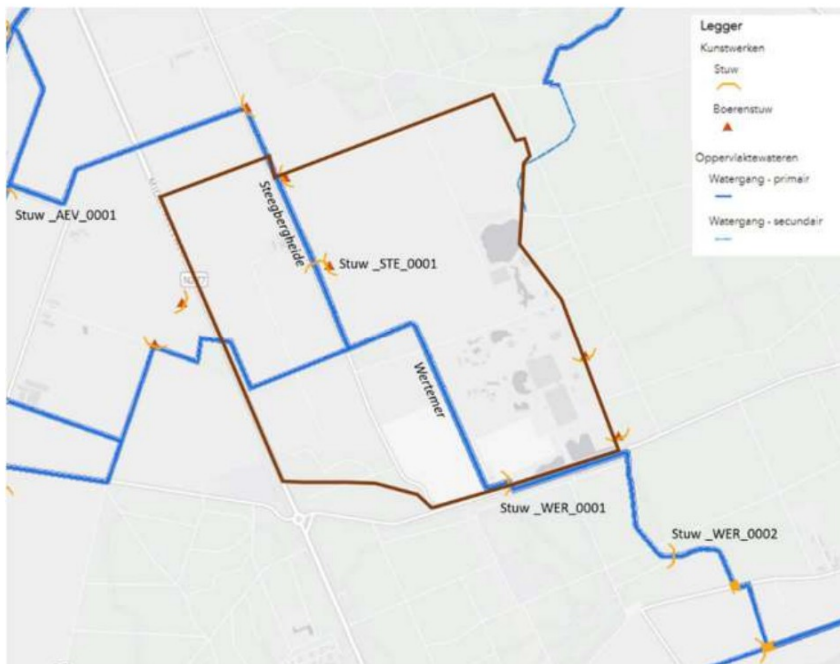 Legger
Kunstwerken
Stuw
Boerenstuw
Oppervlaktewateren
Watergang - primair
Watergang - secundair
Stuw _AEV_0001
Steegbergheide
Stuw _STE_0001
Wertemer
Stuw _WER_0001
Stuw _WER_0002